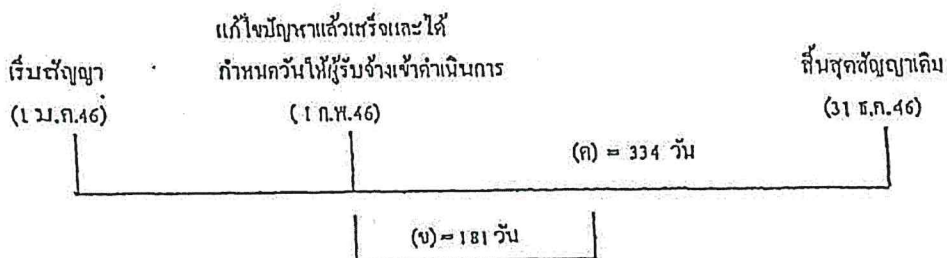 แก้ไขปัญหาแล้วเสร็จและได้
เริ่มสัญญา กำหนดวันให้ผู้รับจ้างเข้าดำเนินการ สิ้นสุดสัญญาเดิม
(1 ม.ค.46) (1 ก.พ.46) (31 ธ.ค.46)
(ค) = 334 วัน
(ข) = 181 วัน